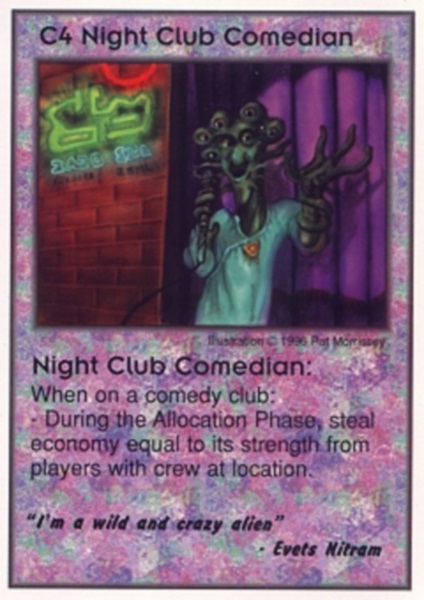 C4 Night Club Comedian
Illustration © 1996 Pat Morrissey
Night Club Comedian:
When on a comedy club:
- During the Allocation Phase, steal
economy equal to its strength from
players with crew at location.
"I'm a wild and crazy alien"
- Evets Nitram